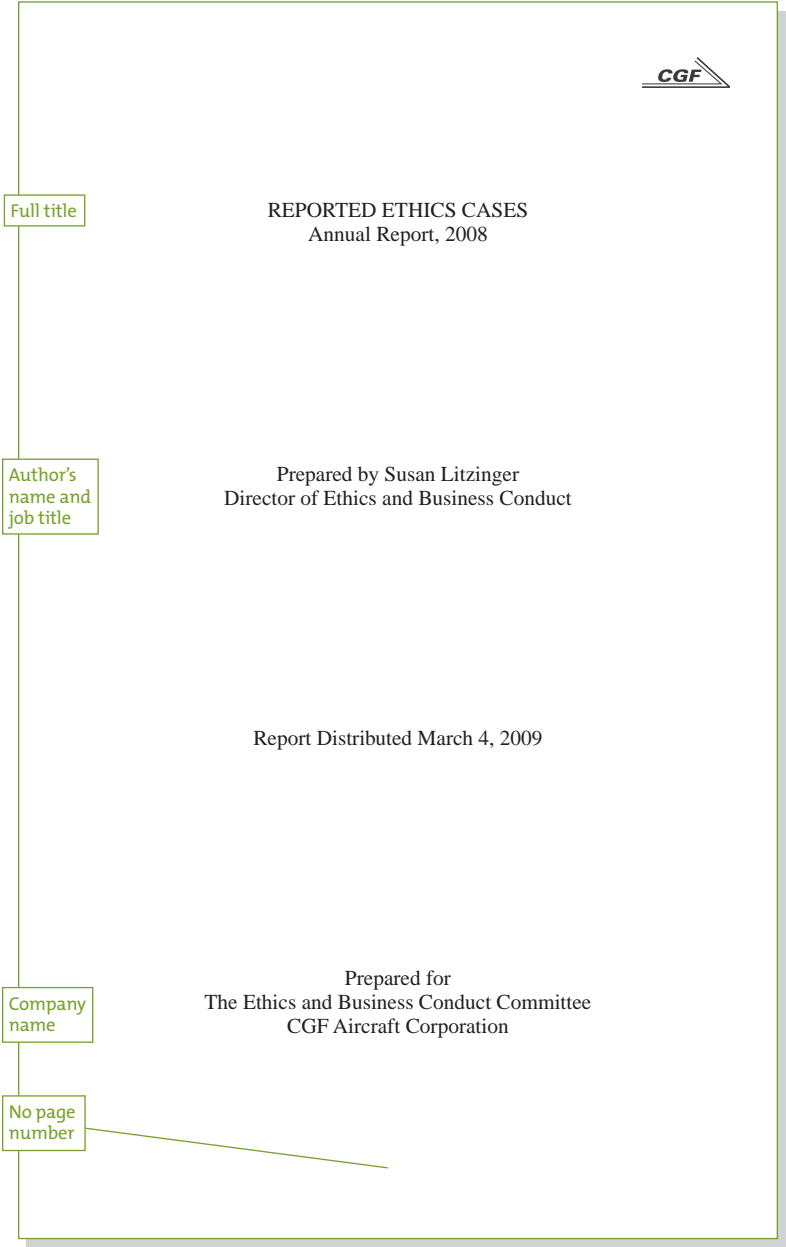 CGF
Full title
REPORTED ETHICS CASES
Annual Report, 2008
Author's
name and
job title
Prepared by Susan Litzinger
Director of Ethics and Business Conduct
Report Distributed March 4, 2009
Company
name
Prepared for
The Ethics and Business Conduct Committee
CGF Aircraft Corporation
No page
number